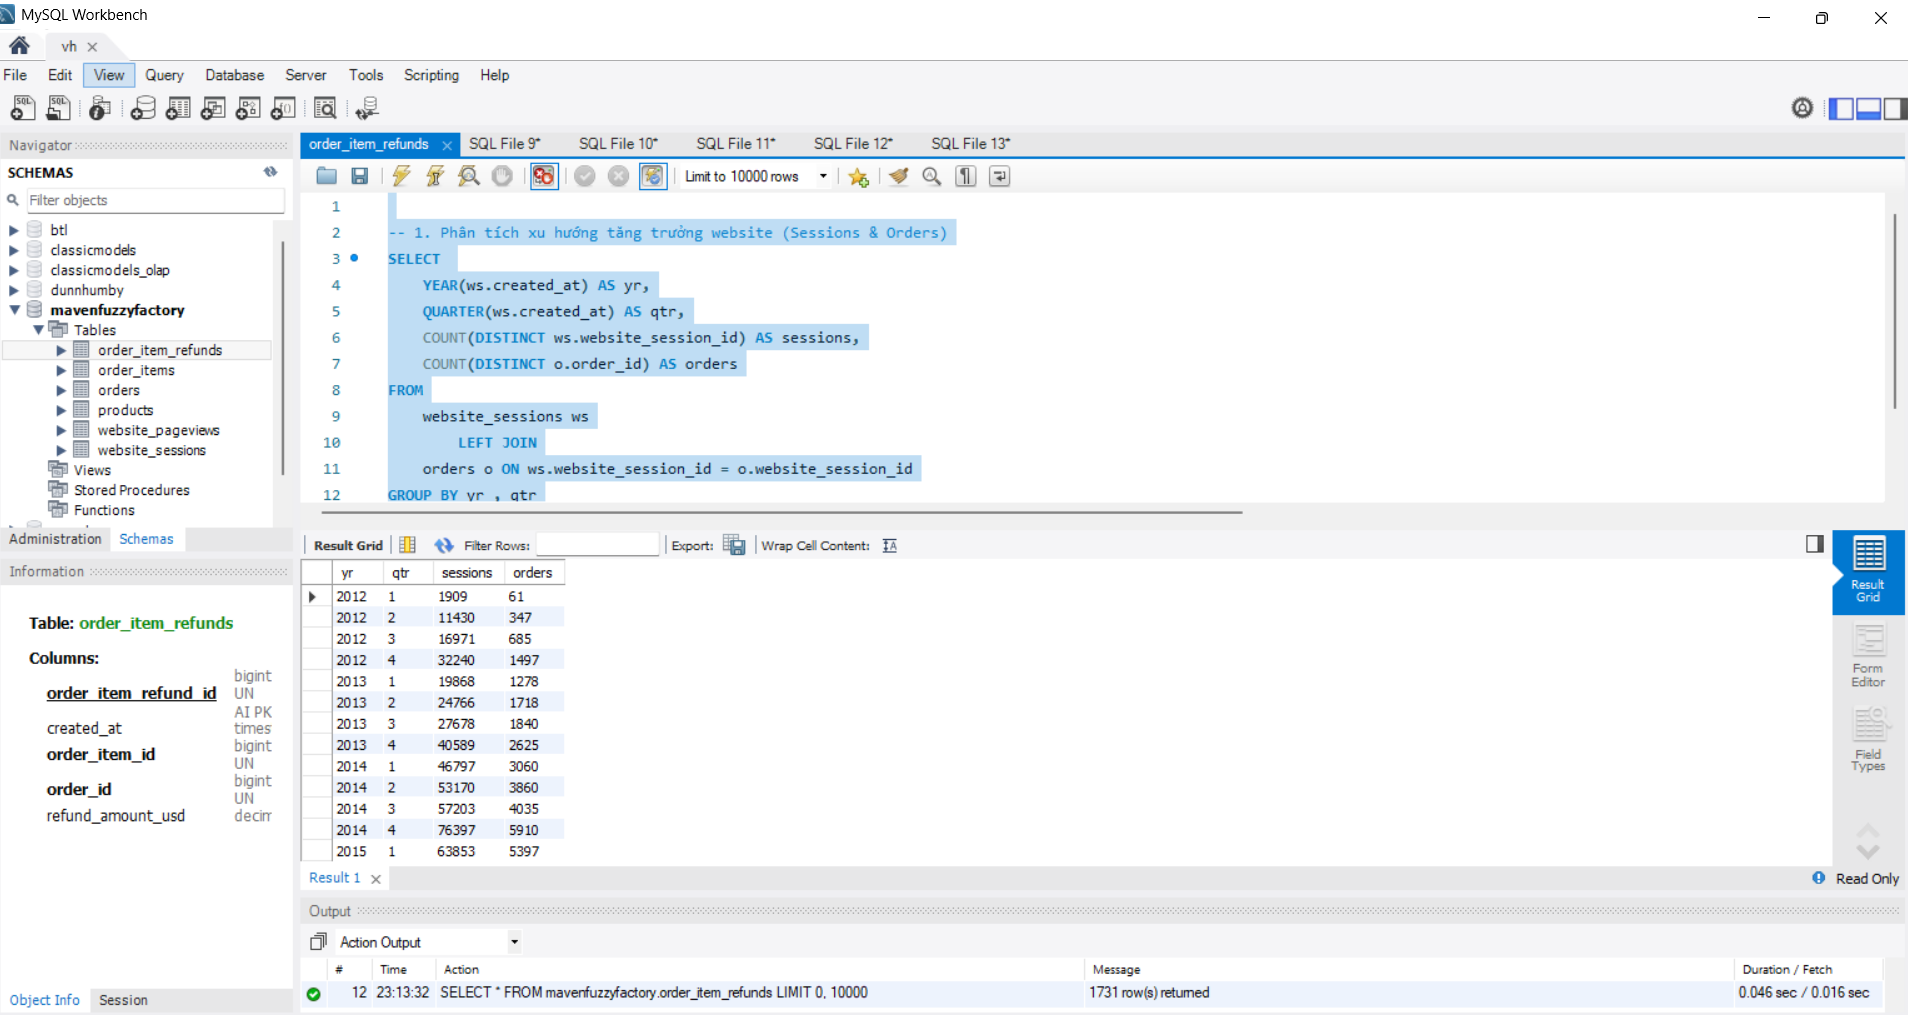 MySQL Workbench
vh
File Edit View Query Database Server Tools Scripting Help
Navigator
SCHEMAS
Filter objects
btl
classicmodels
classicmodels_olap
dunnhumby
mavenfuzzyfactory
Tables
order_item_refunds
order_items
orders
products
website_pageviews
website_sessions
Views
Stored Procedures
Functions
Administration Schemas
Information
Table: order_item_refunds
Columns:
order_item_refund_id bigint UN AI PK
created_at times
order_item_id bigint UN
order_id bigint UN
refund_amount_usd decim
Object Info Session
order_item_refunds SQL File 9* SQL File 10* SQL File 11* SQL File 12* SQL File 13*
Limit to 10000 rows
1
2 -- 1. Phân tích xu hướng tăng trưởng website (Sessions & Orders)
3 SELECT
4 YEAR(ws.created_at) AS yr,
5 QUARTER(ws.created_at) AS qtr,
6 COUNT(DISTINCT ws.website_session_id) AS sessions,
7 COUNT(DISTINCT o.order_id) AS orders
8 FROM
9 website_sessions ws
10 LEFT JOIN
11 orders o ON ws.website_session_id = o.website_session_id
12 GROUP BY yr , qtr
Result Grid Filter Rows: Export: Wrap Cell Content:
yr qtr sessions orders
2012 1 1909 61
2012 2 11430 347
2012 3 16971 685
2012 4 32240 1497
2013 1 19868 1278
2013 2 24766 1718
2013 3 27678 1840
2013 4 40589 2625
2014 1 46797 3060
2014 2 53170 3860
2014 3 57203 4035
2014 4 76397 5910
2015 1 63853 5397
Result Grid
Form Editor
Field Types
Result 1
Read Only
Output
Action Output
# Time Action Message Duration / Fetch
12 23:13:32 SELECT * FROM mavenfuzzyfactory.order_item_refunds LIMIT 0, 10000 1731 row(s) returned 0.046 sec / 0.016 sec